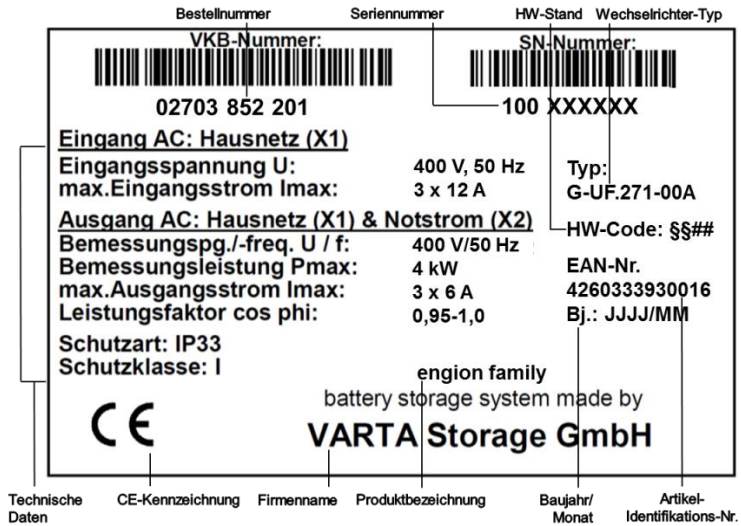 Bestellnummer Seriennummer HW-Stand Wechselrichter-Typ
VKB-Nummer: SN-Nummer:
02703 852 201 100 XXXXXX
Eingang AC: Hausnetz (X1)
Eingangsspannung U: 400 V, 50 Hz
max.Eingangsstrom Imax: 3 x 12 A
Ausgang AC: Hausnetz (X1) & Notstrom (X2)
Bemessungspg./-freq. U / f: 400 V/50 Hz
Bemessungsleistung Pmax: 4 kW
max.Ausgangsstrom Imax: 3 x 6 A
Leistungsfaktor cos phi: 0,95-1,0
Schutzart: IP33
Schutzklasse: I
Typ:
G-UF.271-00A
HW-Code: §§##
EAN-Nr.
4260333930016
Bj.: JJJJ/MM
engion family
battery storage system made by
CE VARTA Storage GmbH
Technische
Daten
CE-Kennzeichnung
Firmenname
Produktbezeichnung
Baujahr/
Monat
Artikel-
Identifikations-Nr.